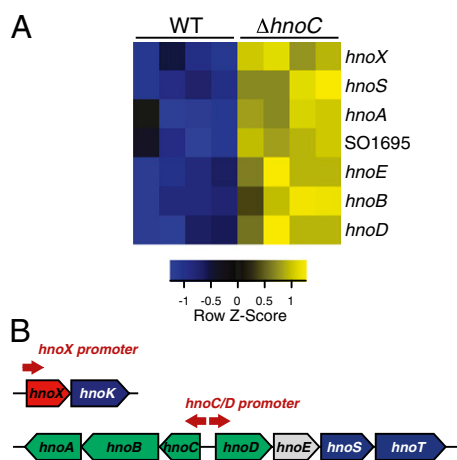 A
WT ΔhnoC
hnoX
hnoS
hnoA
SO1695
hnoE
hnoB
hnoD
-1 -0.5 0 0.5 1
Row Z-Score
B
hnoX promoter
hnoX hnoK
hnoC/D promoter
hnoA hnoB hnoC hnoD hnoE hnoS hnoT